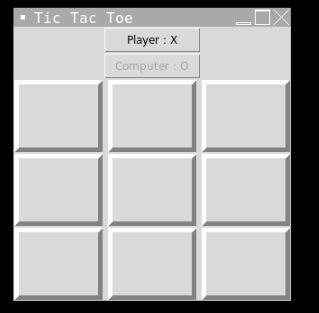 Tic Tac Toe
Player : X
Computer : O